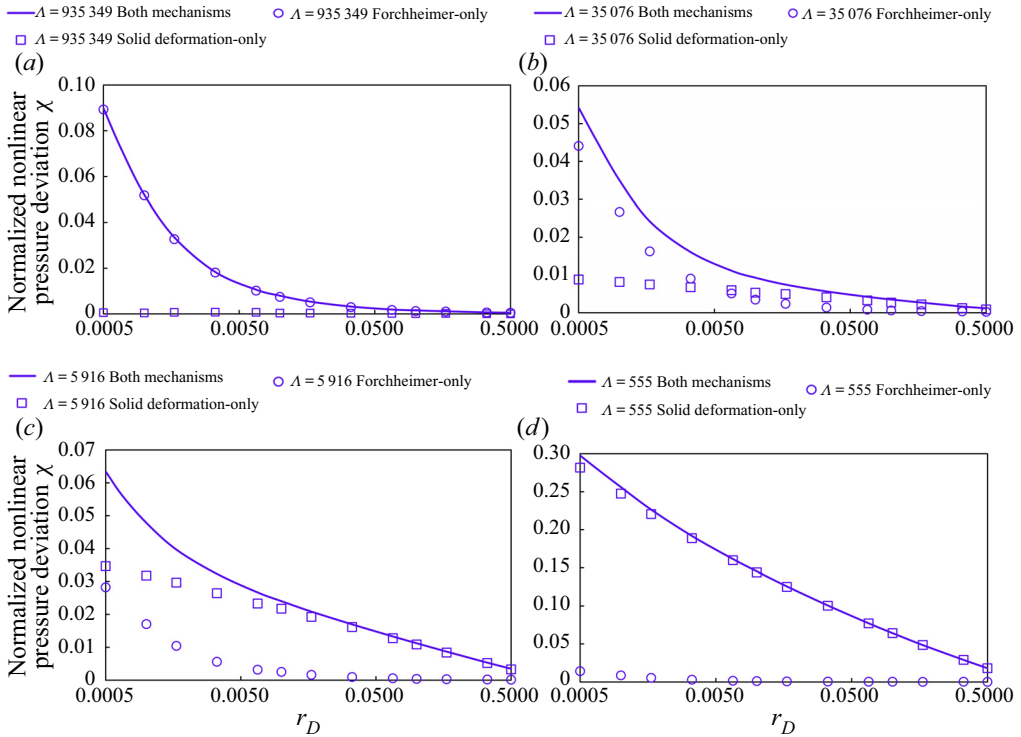 Λ = 935 349 Both mechanisms
Λ = 935 349 Forchheimer-only
Λ = 935 349 Solid deformation-only
Λ = 35 076 Both mechanisms
Λ = 35 076 Forchheimer-only
Λ = 35 076 Solid deformation-only
(a)
0.10
0.08
0.06
0.04
0.02
0
Normalized nonlinear
pressure deviation χ
0.0005
0.0050
0.0500
0.5000
(b)
0.06
0.05
0.04
0.03
0.02
0.01
0
0.0005
0.0050
0.0500
0.5000
Λ = 5 916 Both mechanisms
Λ = 5 916 Forchheimer-only
Λ = 5 916 Solid deformation-only
Λ = 555 Both mechanisms
Λ = 555 Forchheimer-only
Λ = 555 Solid deformation-only
(c)
0.07
0.06
0.05
0.04
0.03
0.02
0.01
0
Normalized nonlinear
pressure deviation χ
0.0005
0.0050
0.0500
0.5000
r_D
(d)
0.30
0.25
0.20
0.15
0.10
0.05
0
0.0005
0.0050
0.0500
0.5000
r_D